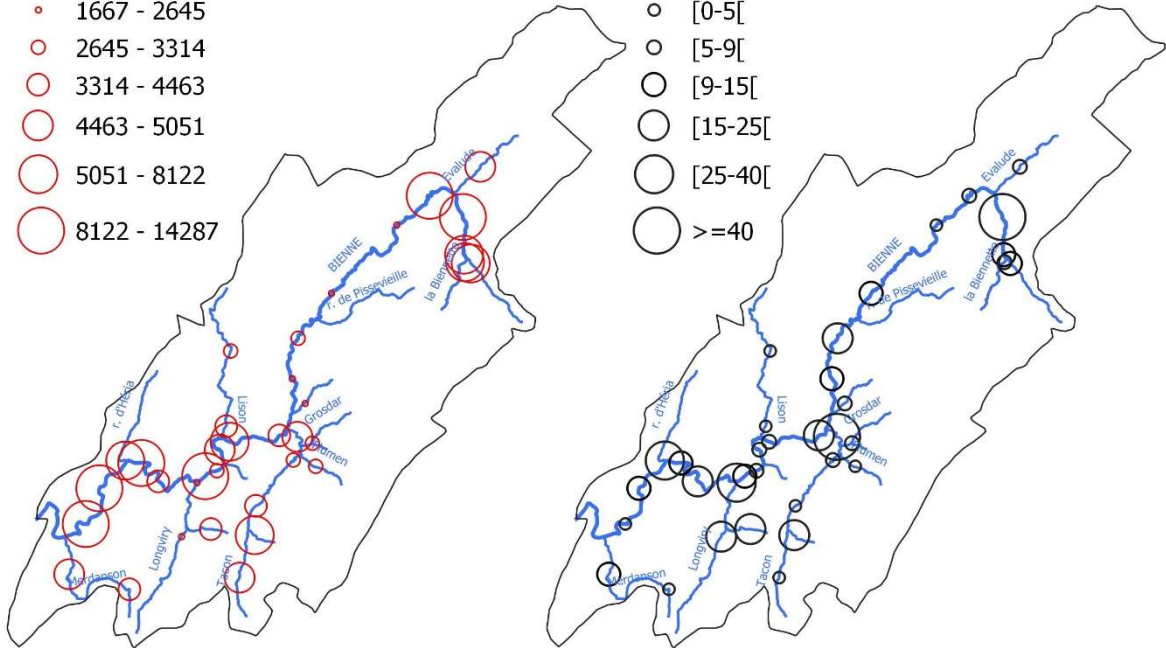 1667 - 2645
2645 - 3314
3314 - 4463
4463 - 5051
5051 - 8122
8122 - 14287
Evalude
BIENNE
la Biennette
r. de Pissevieille
r. d'Héria
Lison
Grosdar
Longviry
Tacon
Merdanson
[0-5[
[5-9[
[9-15[
[15-25[
[25-40[
>=40
Evalude
BIENNE
la Biennette
de Pissevieille
r. d'Héria
Lison
Grosdar
Longviry
Tacon
Merdanson